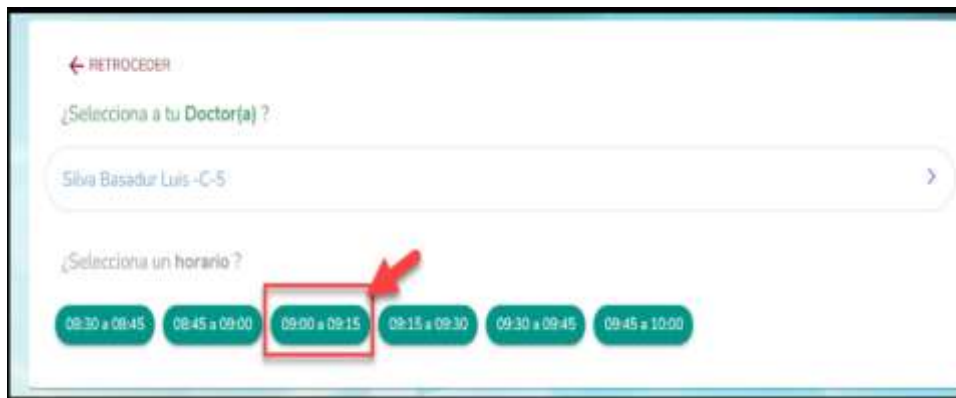 ← RETROCEDER
¿Selecciona a tu Doctor(a) ?
Silva Basadur Luis -C-5
¿Selecciona un horario ?
08:30 a 08:45 08:45 a 09:00 09:00 a 09:15 09:15 a 09:30 09:30 a 09:45 09:45 a 10:00